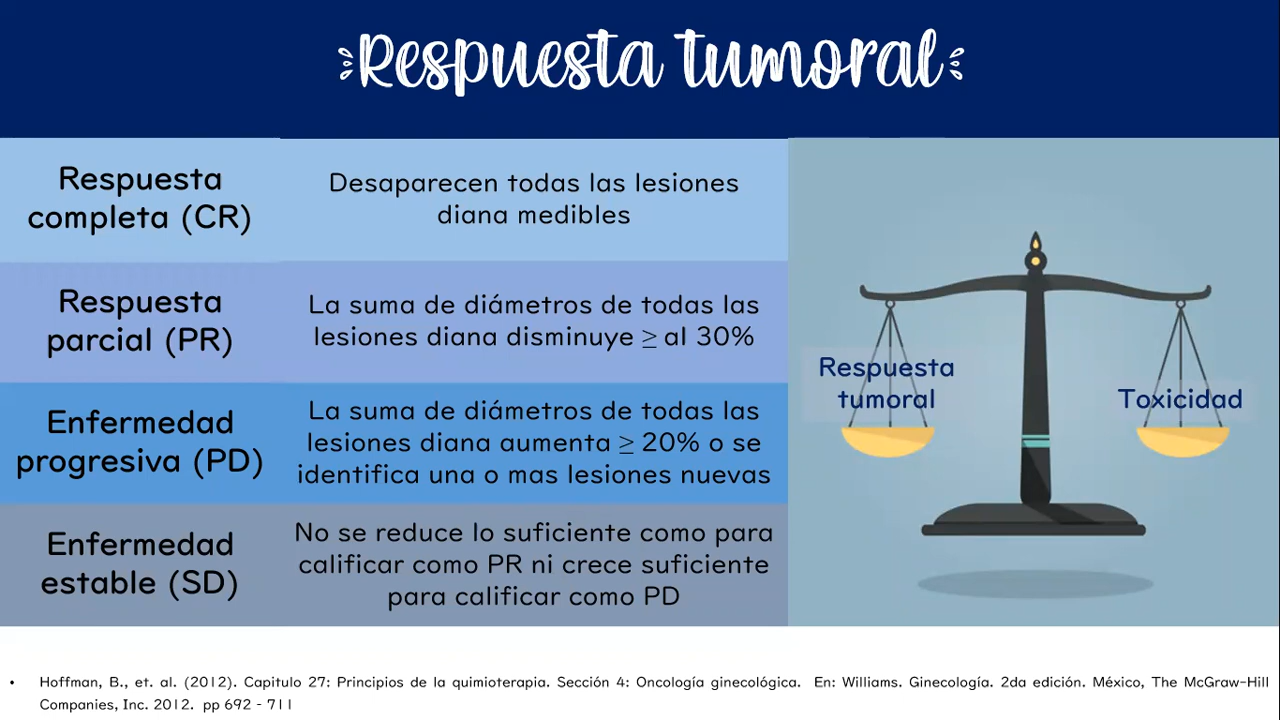 Respuesta tumoral
Respuesta
completa (CR)
Desaparecen todas las lesiones
diana medibles
Respuesta
parcial (PR)
La suma de diámetros de todas las
lesiones diana disminuye ≥ al 30%
Enfermedad
progresiva (PD)
La suma de diámetros de todas las
lesiones diana aumenta ≥ 20% o se
identifica una o mas lesiones nuevas
Enfermedad
estable (SD)
No se reduce lo suficiente como para
calificar como PR ni crece suficiente
para calificar como PD
Respuesta
tumoral
Toxicidad
• Hoffman, B., et. al. (2012). Capitulo 27: Principios de la quimioterapia. Sección 4: Oncología ginecológica. En: Williams. Ginecología. 2da edición. México, The McGraw-Hill
Companies, Inc. 2012. pp 692 - 711